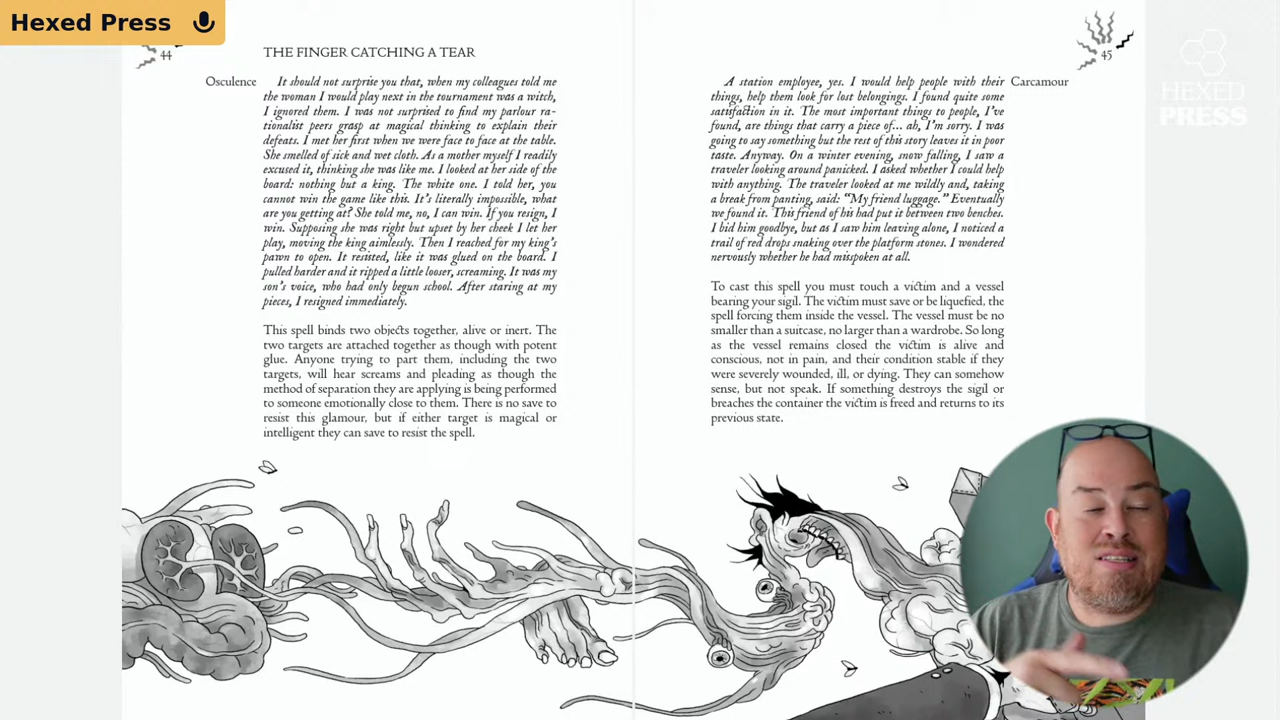 Hexed Press
44
THE FINGER CATCHING A TEAR
Osculence
It should not surprise you that, when my colleagues told me
the woman I would play next in the tournament was a witch,
I ignored them. I was not surprised to find my parlour ra-
tionalist peers grasp at magical thinking to explain their
defeats. I met her first when we were face to face at the table.
She smelled of sick and wet cloth. As a mother myself I readily
excused it, thinking she was like me. I looked at her side of the
board: nothing but a king. The white one. I told her, you
cannot win the game like this. It's literally impossible, what
are you getting at? She told me, no, I can win. If you resign, I
win. Supposing she was right but upset by her cheek I let her
play, moving the king aimlessly. Then I reached for my king's
pawn to open. It resisted, like it was glued on the board. I
pulled harder and it ripped a little looser, screaming. It was my
son's voice, who had only begun school. After staring at my
pieces, I resigned immediately.
This spell binds two objects together, alive or inert. The
two targets are attached together as though with potent
glue. Anyone trying to part them, including the two
targets, will hear screams and pleading as though the
method of separation they are applying is being performed
to someone emotionally close to them. There is no save to
resist this glamour, but if either target is magical or
intelligent they can save to resist the spell.
45
Carcamour
A station employee, yes. I would help people with their
things, help them look for lost belongings. I found quite some
satisfaction in it. The most important things to people, I've
found, are things that carry a piece of... ah, I'm sorry. I was
going to say something but the rest of this story leaves it in poor
taste. Anyway. On a winter evening, snow falling, I saw a
traveler looking around panicked. I asked whether I could help
with anything. The traveler looked at me wildly and, taking
a break from panting, said: “My friend luggage.” Eventually
we found it. This friend of his had put it between two benches.
I bid him goodbye, but as I saw him leaving alone, I noticed a
trail of red drops snaking over the platform stones. I wondered
nervously whether he had misspoken at all.
To cast this spell you must touch a victim and a vessel
bearing your sigil. The victim must save or be liquefied, the
spell forcing them inside the vessel. The vessel must be no
smaller than a suitcase, no larger than a wardrobe. So long
as the vessel remains closed the victim is alive and
conscious, not in pain, and their condition stable if they
were severely wounded, ill, or dying. They can somehow
sense, but not speak. If something destroys the sigil or
breaches the container the victim is freed and returns to its
previous state.
HEXED
PRESS